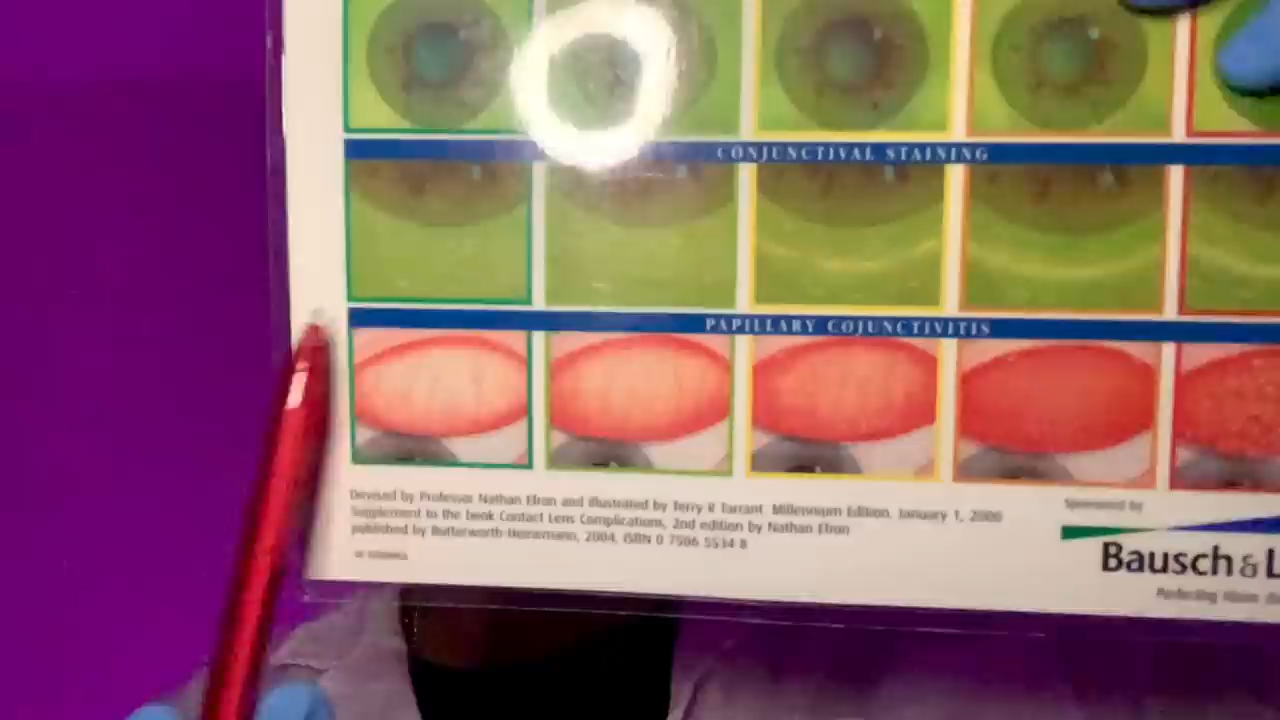 CONJUNCTIVAL STAINING
PAPILLARY COJUNCTIVITIS
Devised by Professor Nathan Efron and illustrated by Terry R Tarrant. Millennium Edition. January 1, 2000
Supplement to the book Contact Lens Complications, 2nd edition by Nathan Efron
published by Butterworth-Heinemann, 2004, ISBN 0 7506 5534 8
Sponsored by
Bausch & L
Perfecting